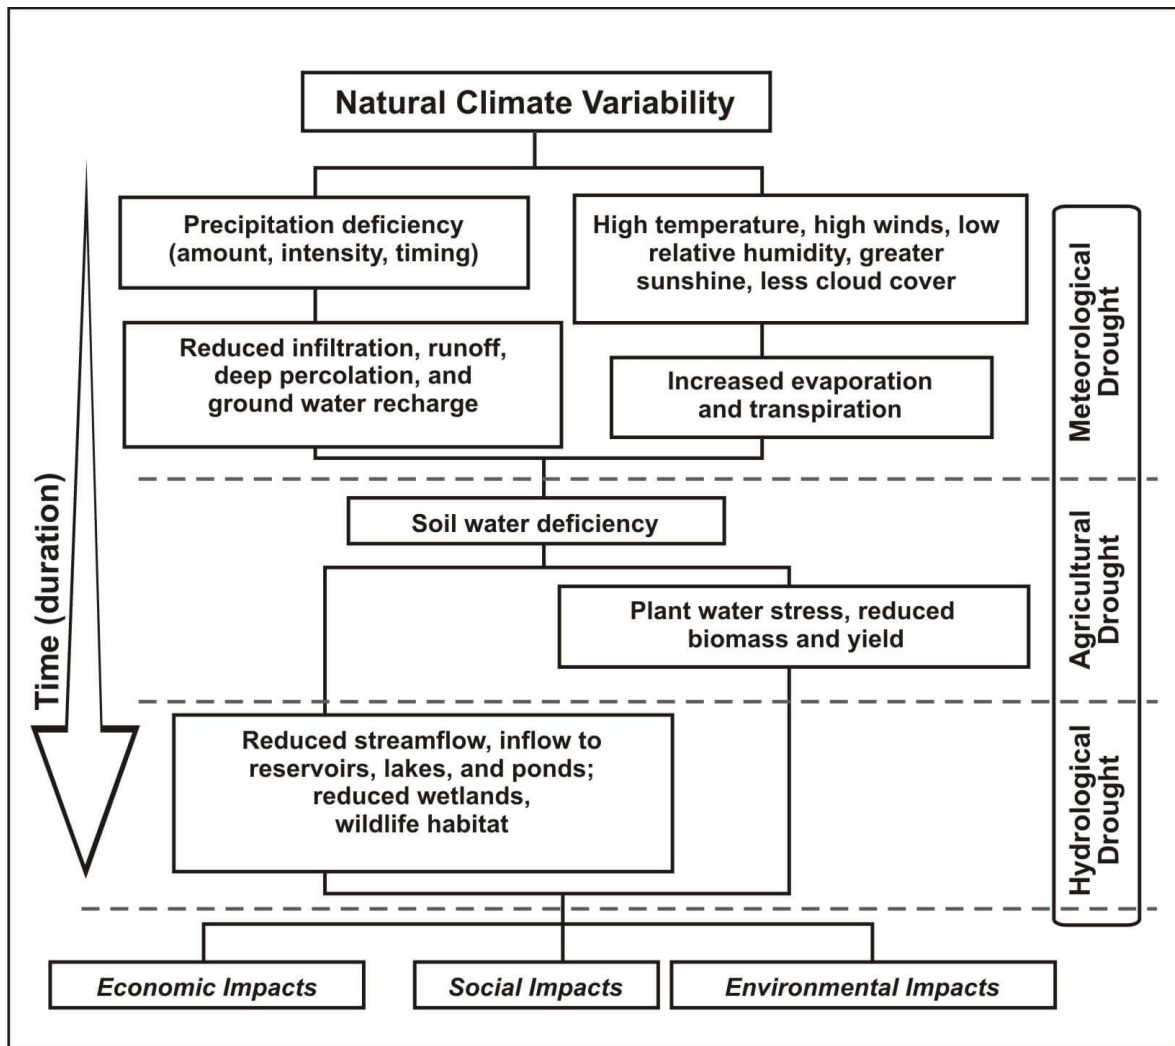 Natural Climate Variability
Precipitation deficiency
(amount, intensity, timing)
High temperature, high winds, low
relative humidity, greater
sunshine, less cloud cover
Reduced infiltration, runoff,
deep percolation, and
ground water recharge
Increased evaporation
and transpiration
Meteorological
Drought
Time (duration)
Soil water deficiency
Plant water stress, reduced
biomass and yield
Agricultural
Drought
Reduced streamflow, inflow to
reservoirs, lakes, and ponds;
reduced wetlands,
wildlife habitat
Hydrological
Drought
Economic Impacts
Social Impacts
Environmental Impacts